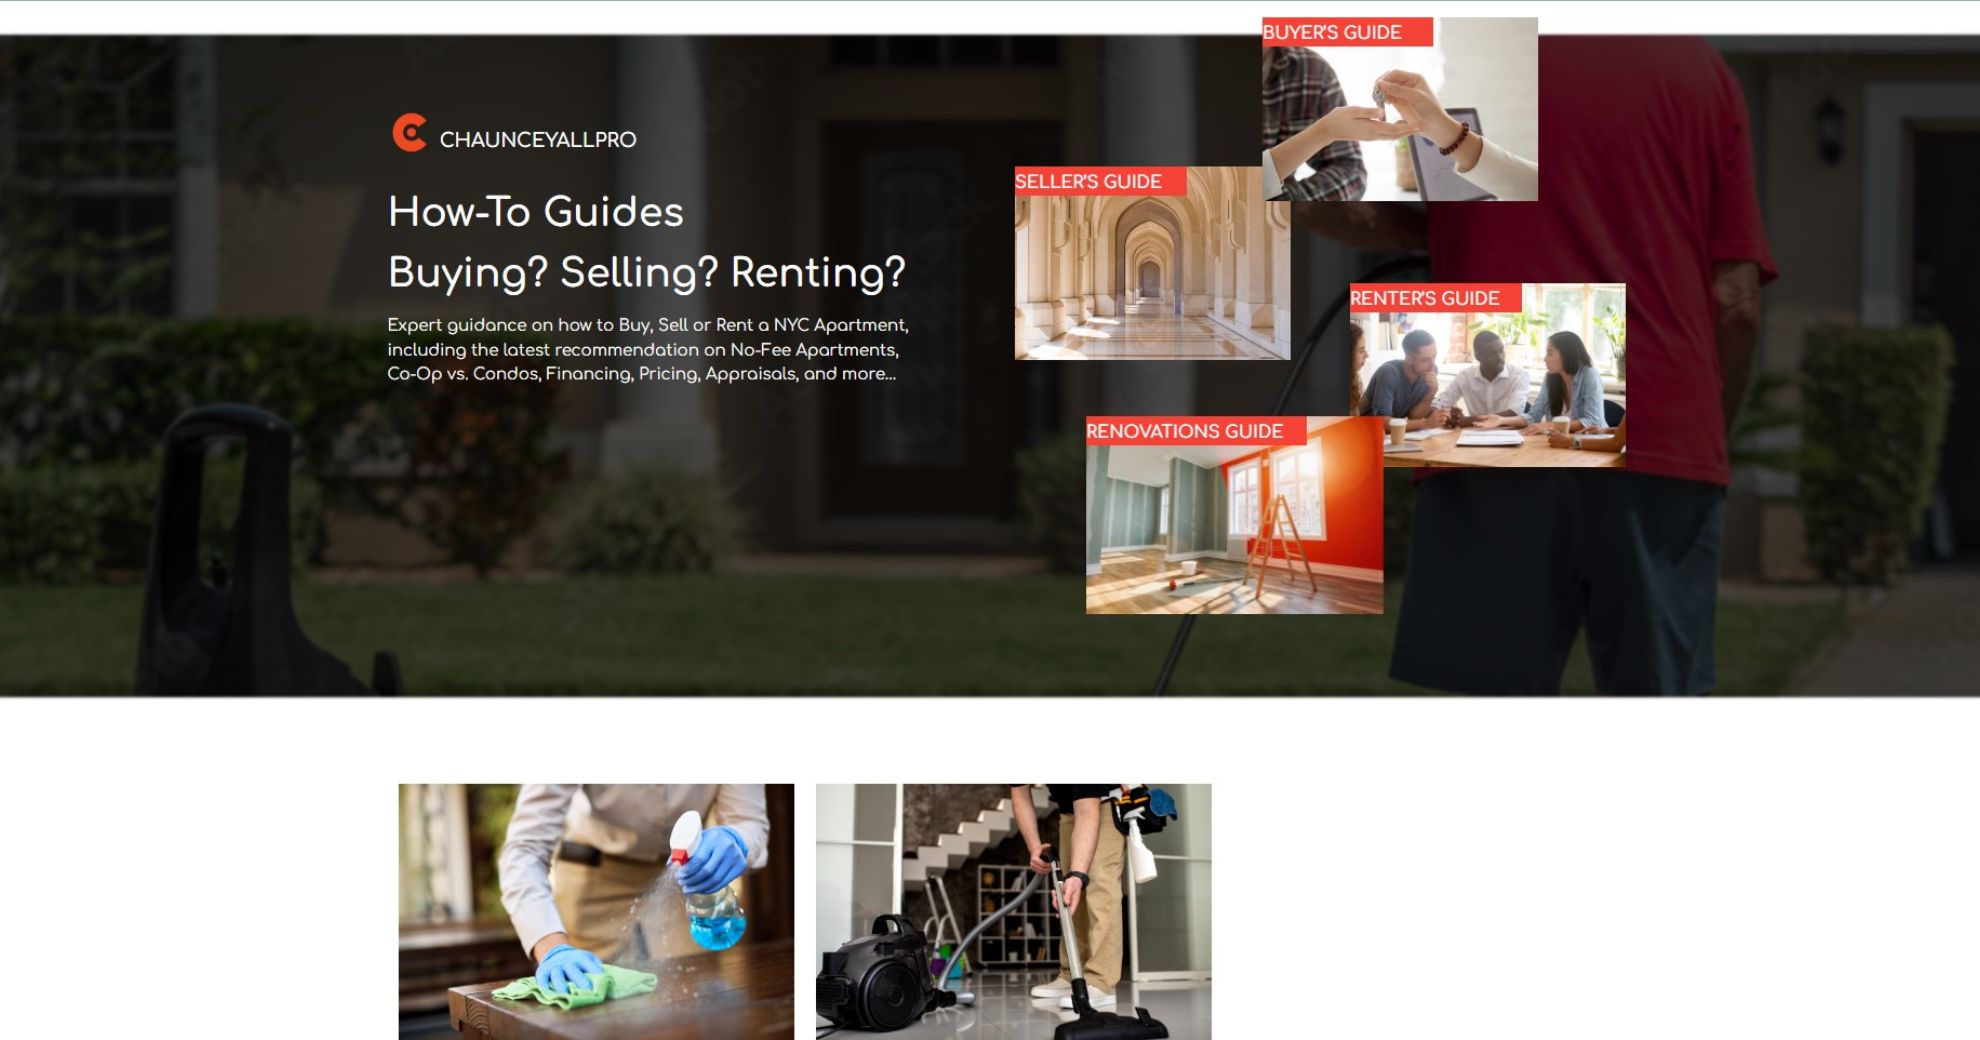 CHAUNCEYALLPRO
How-To Guides
Buying? Selling? Renting?
Expert guidance on how to Buy, Sell or Rent a NYC Apartment,
including the latest recommendation on No-Fee Apartments,
Co-Op vs. Condos, Financing, Pricing, Appraisals, and more...
BUYER'S GUIDE
SELLER'S GUIDE
RENTER'S GUIDE
RENOVATIONS GUIDE